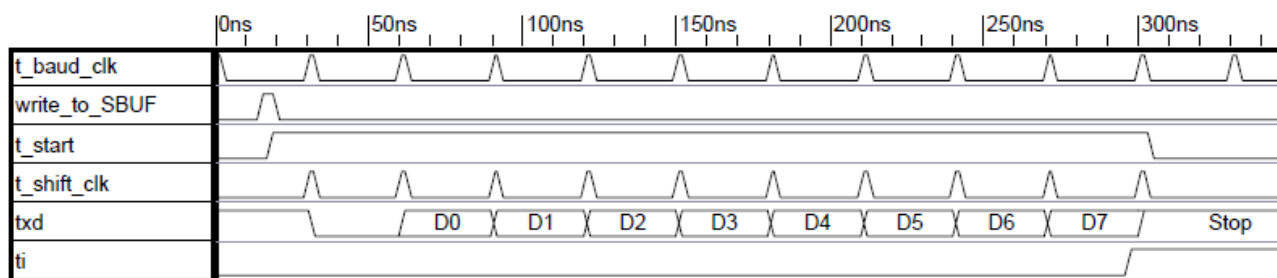 0ns 50ns 100ns 150ns 200ns 250ns 300ns
t_baud_clk
write_to_SBUF
t_start
t_shift_clk
txd D0 D1 D2 D3 D4 D5 D6 D7 Stop
ti